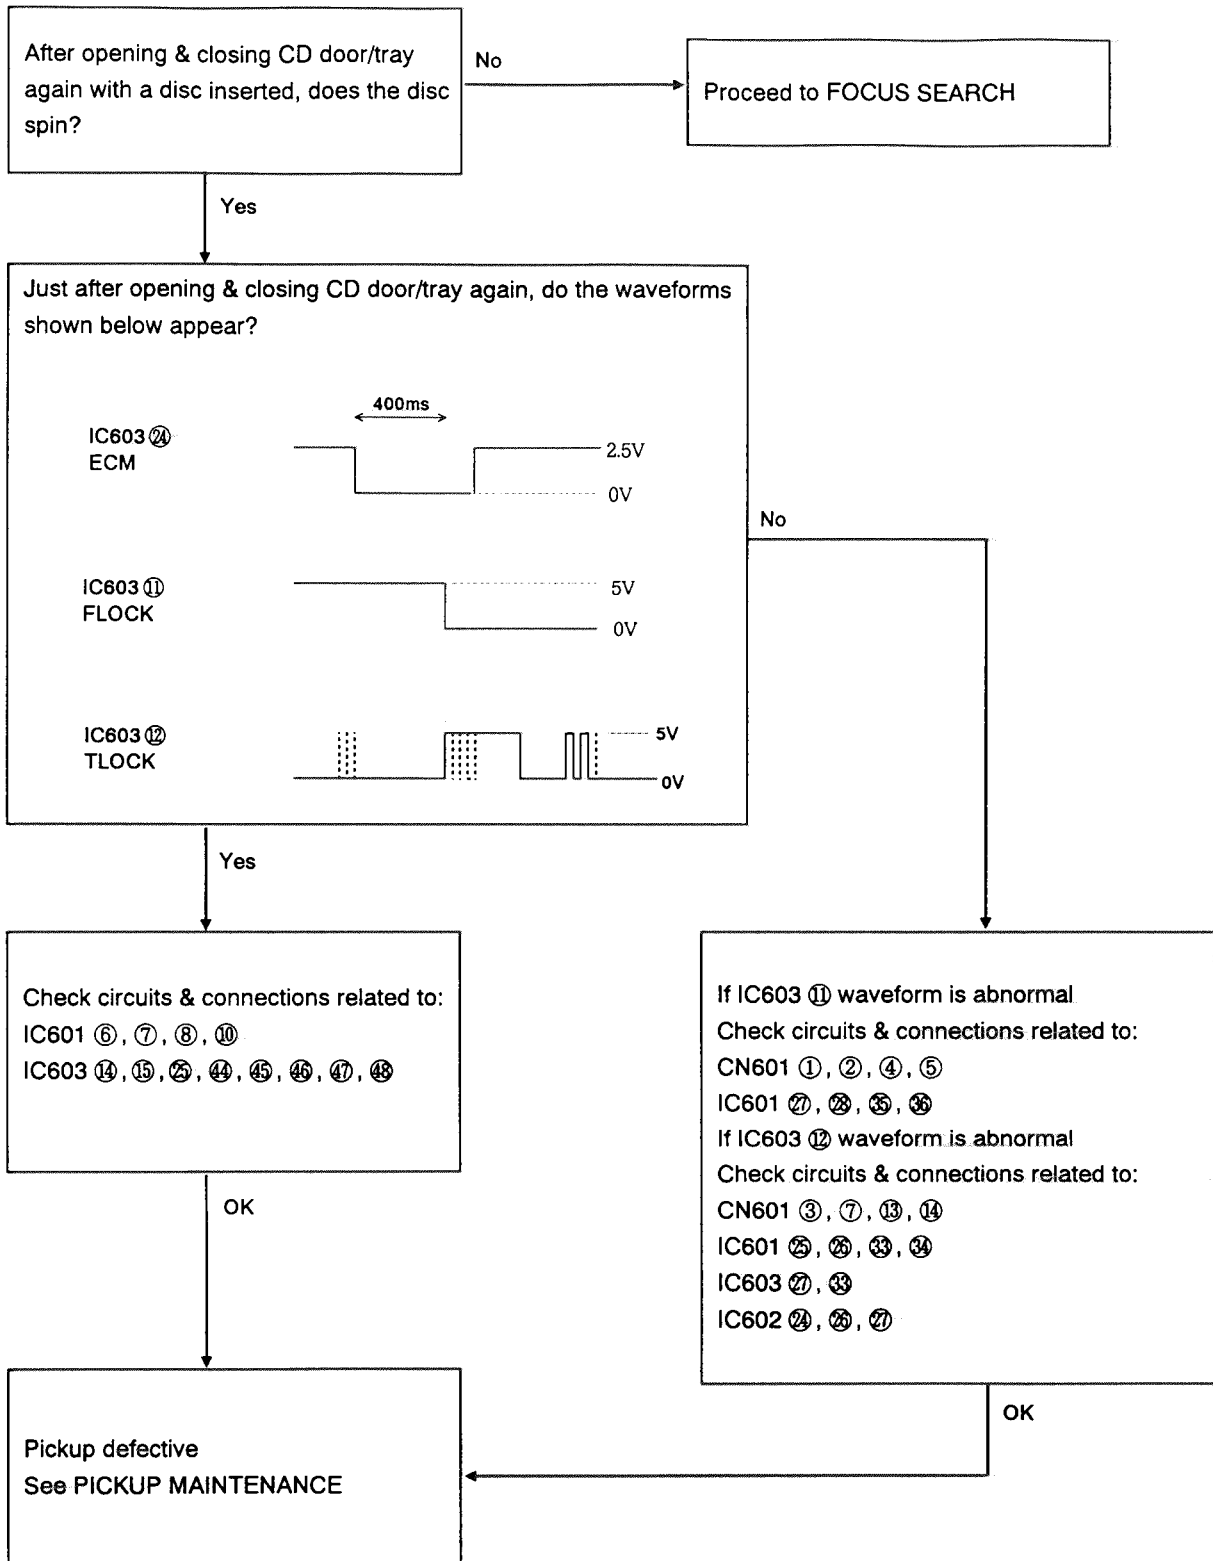 After opening & closing CD door/tray
again with a disc inserted, does the disc
spin?
No
Proceed to FOCUS SEARCH
Yes
Just after opening & closing CD door/tray again, do the waveforms
shown below appear?
400ms
IC603 ㉔
ECM
2.5V
0V
No
IC603 ⑪
FLOCK
5V
0V
IC603 ⑫
TLOCK
5V
0V
Yes
Check circuits & connections related to:
IC601 ⑥, ⑦, ⑧, ⑩
IC603 ⑭, ⑮, ㉕, ㊹, ㊺, ㊻, ㊼, ㊽
OK
If IC603 ⑪ waveform is abnormal
Check circuits & connections related to:
CN601 ①, ②, ④, ⑤
IC601 ㉗, ㉘, ㉟, ㊱
If IC603 ⑫ waveform is abnormal
Check circuits & connections related to:
CN601 ③, ⑦, ⑬, ⑭
IC601 ㉕, ㉖, ㉝, ㉞
IC603 ㉗, ㉝
IC602 ㉔, ㉖, ㉗
OK
Pickup defective
See PICKUP MAINTENANCE